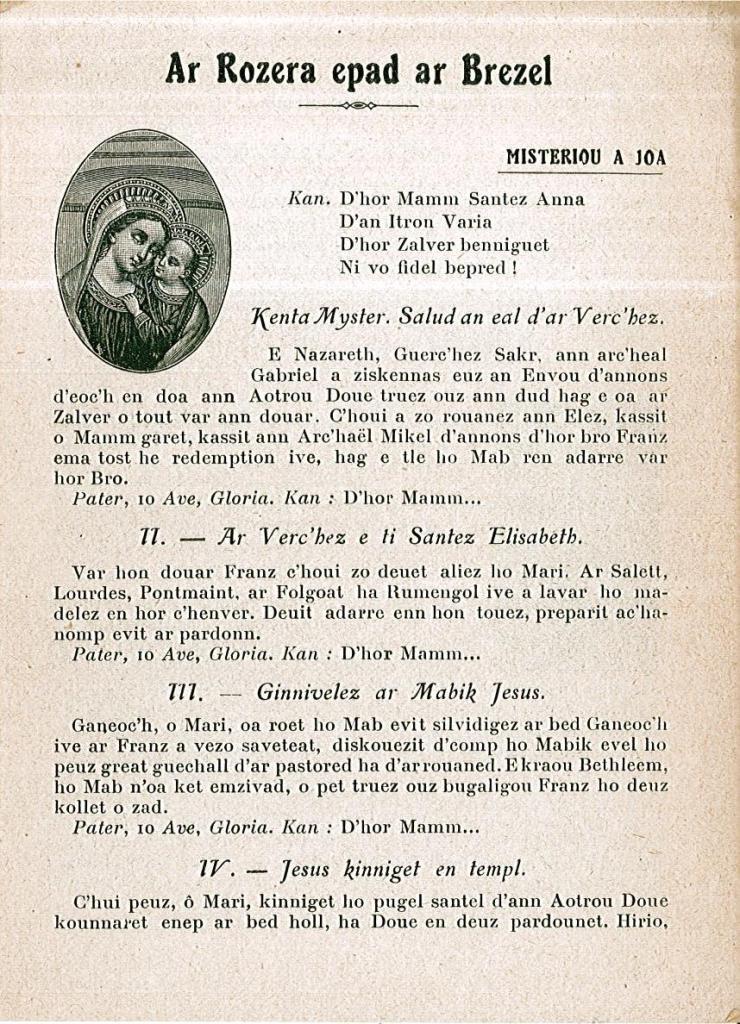 Ar Rozera epad ar Brezel
MISTERIOU A JOA
Kan. D'hor Mamm Santez Anna
D'an Itron Varia
D'hor Zalver benniguet
Ni vo fidel bepred !
Kenta Myster. Salud an eal d'ar Verc'hez.
E Nazareth, Guerc'hez Sakr, ann arc'heal
Gabriel a ziskennas euz an Envou d'annons
d'eoc'h en doa ann Aotrou Doue truez ouz ann dud hag e oa ar
Zalver o tout var ann douar. C'houi a zo rouanez ann Elez, kassit
o Mamm garet, kassit ann Arc'haël Mikel d'annons d'hor bro Franz
ema tost he redemption ive, hag e tle ho Mab ren adarre var
hor Bro.
Pater, 10 Ave, Gloria. Kan : D'hor Mamm...
II. — Ar Verc'hez e ti Santez Elisabeth.
Var hon douar Franz c'houi zo deuet aliez ho Mari. Ar Salett,
Lourdes, Pontmaint, ar Folgoat ha Rumengol ive a lavar ho ma-
delez en hor c'henver. Deuit adarre enn hon touez, preparit ac'ha-
nomp evit ar pardonn.
Pater, 10 Ave, Gloria. Kan : D'hor Mamm...
III. — Ginnivelez ar Mabik Jesus.
Ganeoc'h, o Mari, oa roet ho Mab evit silvidigez ar bed Ganeoc'h
ive ar Franz a vezo saveteat, diskouezit d'eomp ho Mabik evel ho
peuz great guechall d'ar pastored ha d'ar rouaned. E kraou Bethleem,
ho Mab n'oa ket emzivad, o pet truez ouz bugaligou Franz ho deuz
kollet o zad.
Pater, 10 Ave, Gloria. Kan : D'hor Mamm...
IV. — Jesus kinniget en templ.
C'hui peuz, ô Mari, kinniget ho pugel santel d'ann Aotrou Doue
kounnaret enep ar bed holl, ha Doue en deuz pardounet. Hirio,